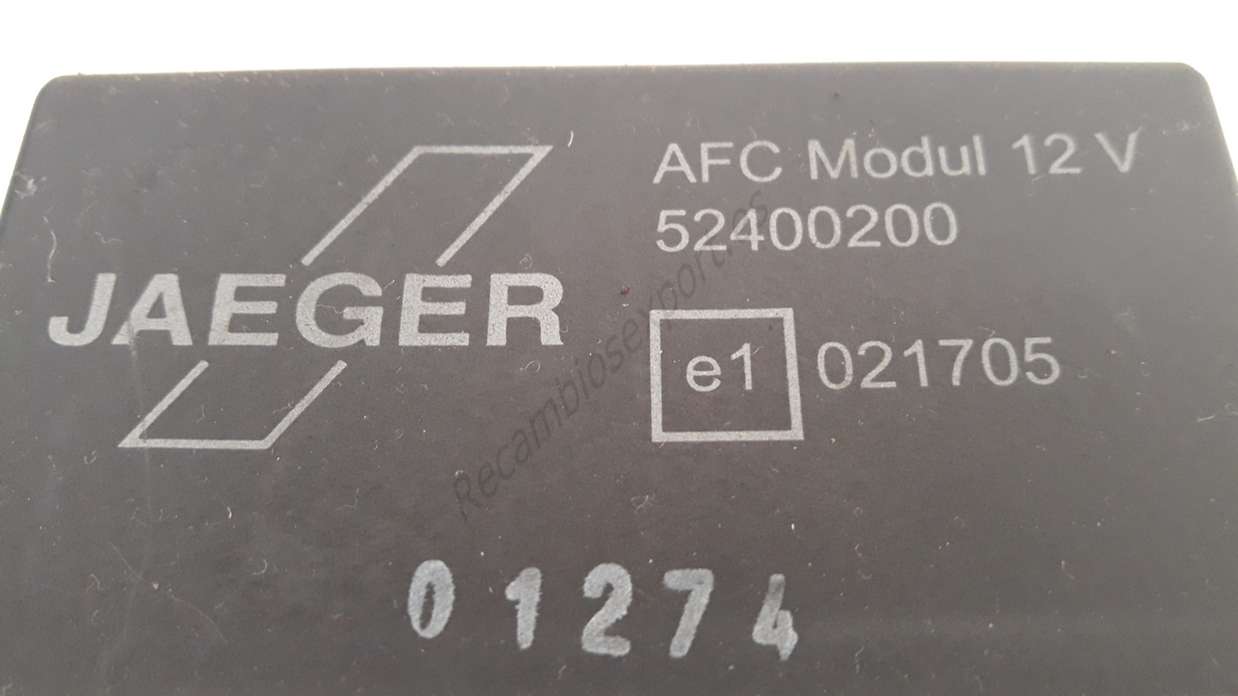 JAEGER
AFC Modul 12 V
52400200
e1 021705
01274
Recambiosexport.es